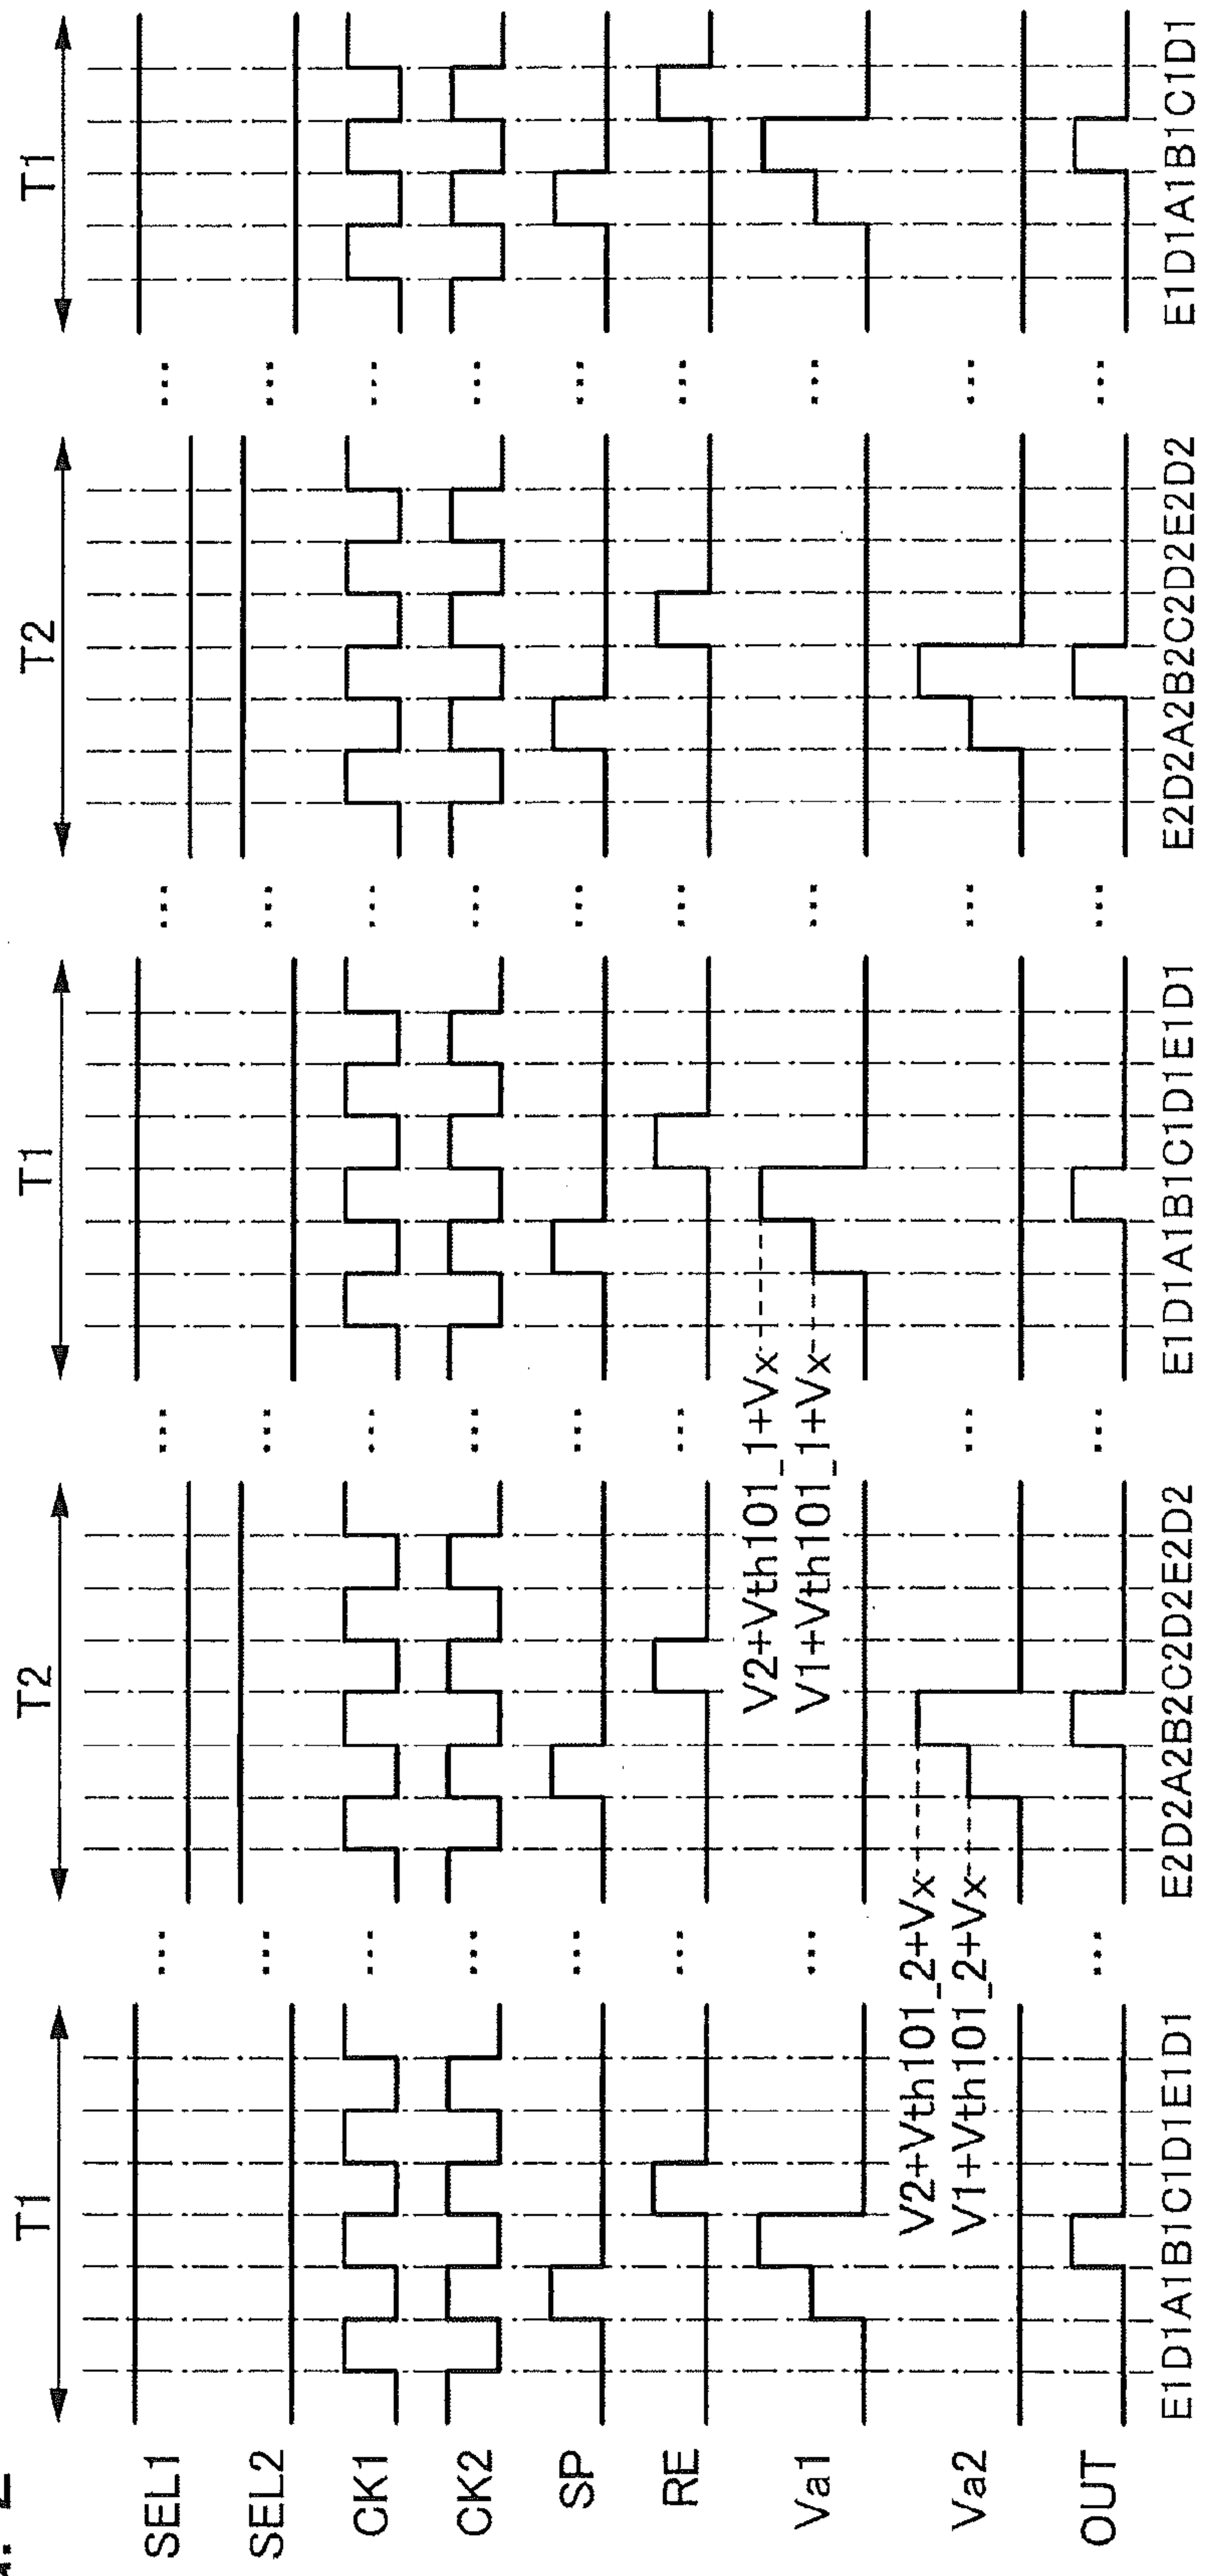 T1 ... T2 ... T1 ... T2 ... T1
SEL1 ... ... ... ...
SEL2 ... ... ... ...
CK1 ... ... ... ...
CK2 ... ... ... ...
SP ... ... ... ...
RE ... ... ... ...
V2+Vth101_1+Vx
V1+Vth101_1+Vx
Va1 ... ... ...
V2+Vth101_2+Vx
V1+Vth101_2+Vx
Va2 ... ... ...
OUT ... ... ... ...
E1D1A1B1C1D1E1D1 E2D2A2B2C2D2E2D2 E1D1A1B1C1D1E1D1 E2D2A2B2C2D2E2D2 E1D1A1B1C1D1